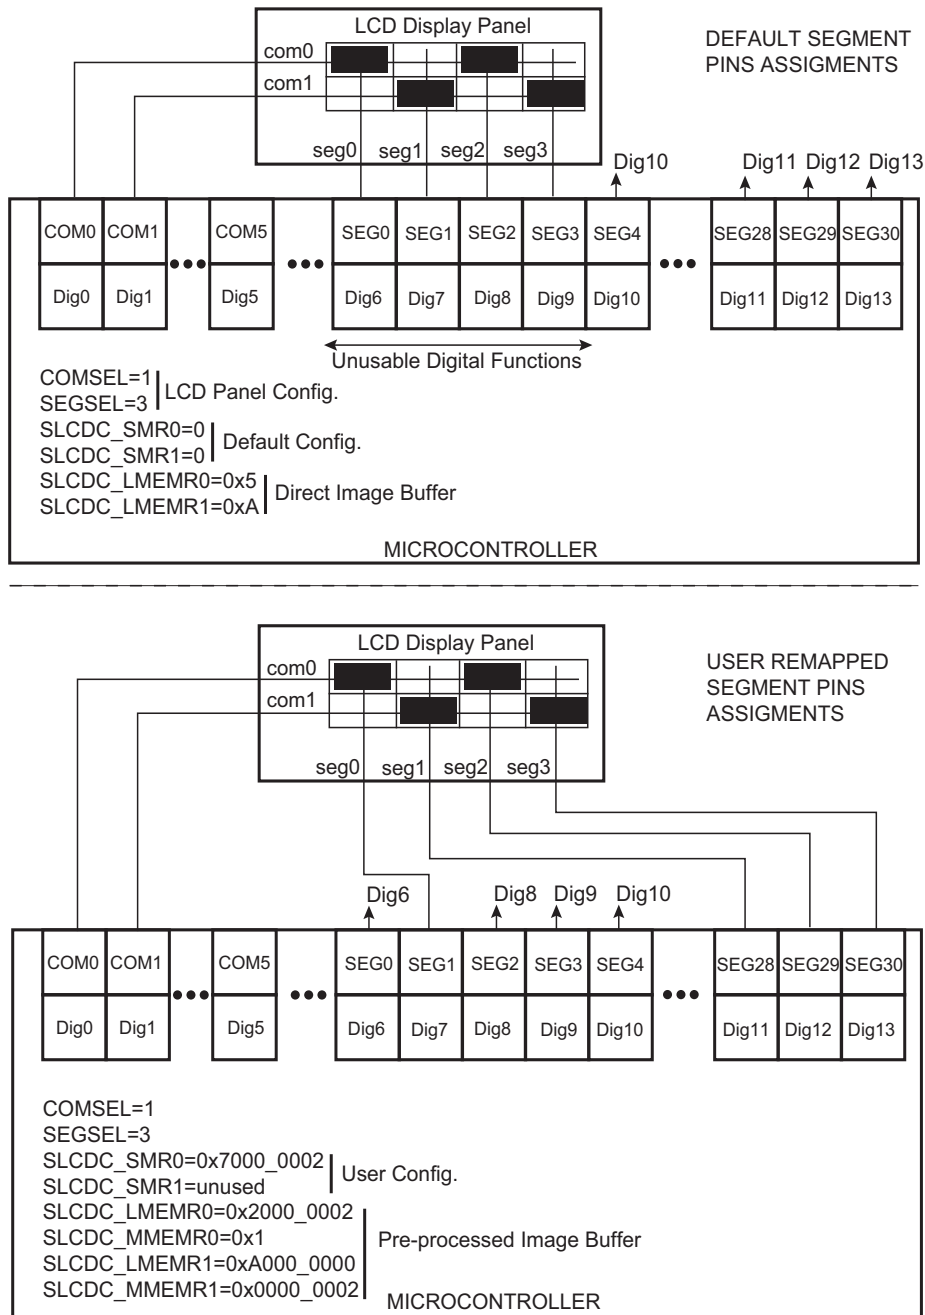 LCD Display Panel
DEFAULT SEGMENT
PINS ASSIGMENTS
com0
com1
seg0 seg1 seg2 seg3
Dig10 Dig11 Dig12 Dig13
COM0 COM1 COM5 SEG0 SEG1 SEG2 SEG3 SEG4 SEG28 SEG29 SEG30
Dig0 Dig1 Dig5 Dig6 Dig7 Dig8 Dig9 Dig10 Dig11 Dig12 Dig13
Unusable Digital Functions
COMSEL=1
SEGSEL=3
LCD Panel Config.
SLCDC_SMR0=0
SLCDC_SMR1=0
Default Config.
SLCDC_LMEMR0=0x5
SLCDC_LMEMR1=0xA
Direct Image Buffer
MICROCONTROLLER
LCD Display Panel
USER REMAPPED
SEGMENT PINS
ASSIGMENTS
com0
com1
seg0 seg1 seg2 seg3
Dig6 Dig8 Dig9 Dig10
COM0 COM1 COM5 SEG0 SEG1 SEG2 SEG3 SEG4 SEG28 SEG29 SEG30
Dig0 Dig1 Dig5 Dig6 Dig7 Dig8 Dig9 Dig10 Dig11 Dig12 Dig13
COMSEL=1
SEGSEL=3
SLCDC_SMR0=0x7000_0002
SLCDC_SMR1=unused
User Config.
SLCDC_LMEMR0=0x2000_0002
SLCDC_MMEMR0=0x1
SLCDC_LMEMR1=0xA000_0000
SLCDC_MMEMR1=0x0000_0002
Pre-processed Image Buffer
MICROCONTROLLER